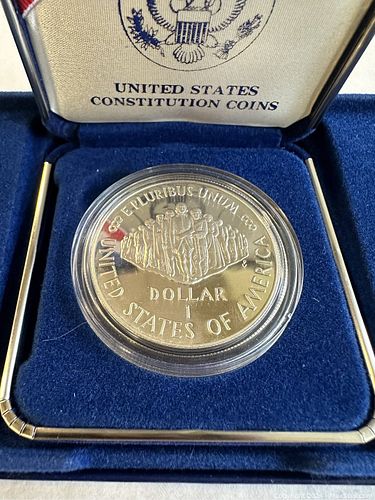 UNITED STATES
CONSTITUTION COINS
E PLURIBUS UNUM
DOLLAR
1
UNITED STATES OF AMERICA